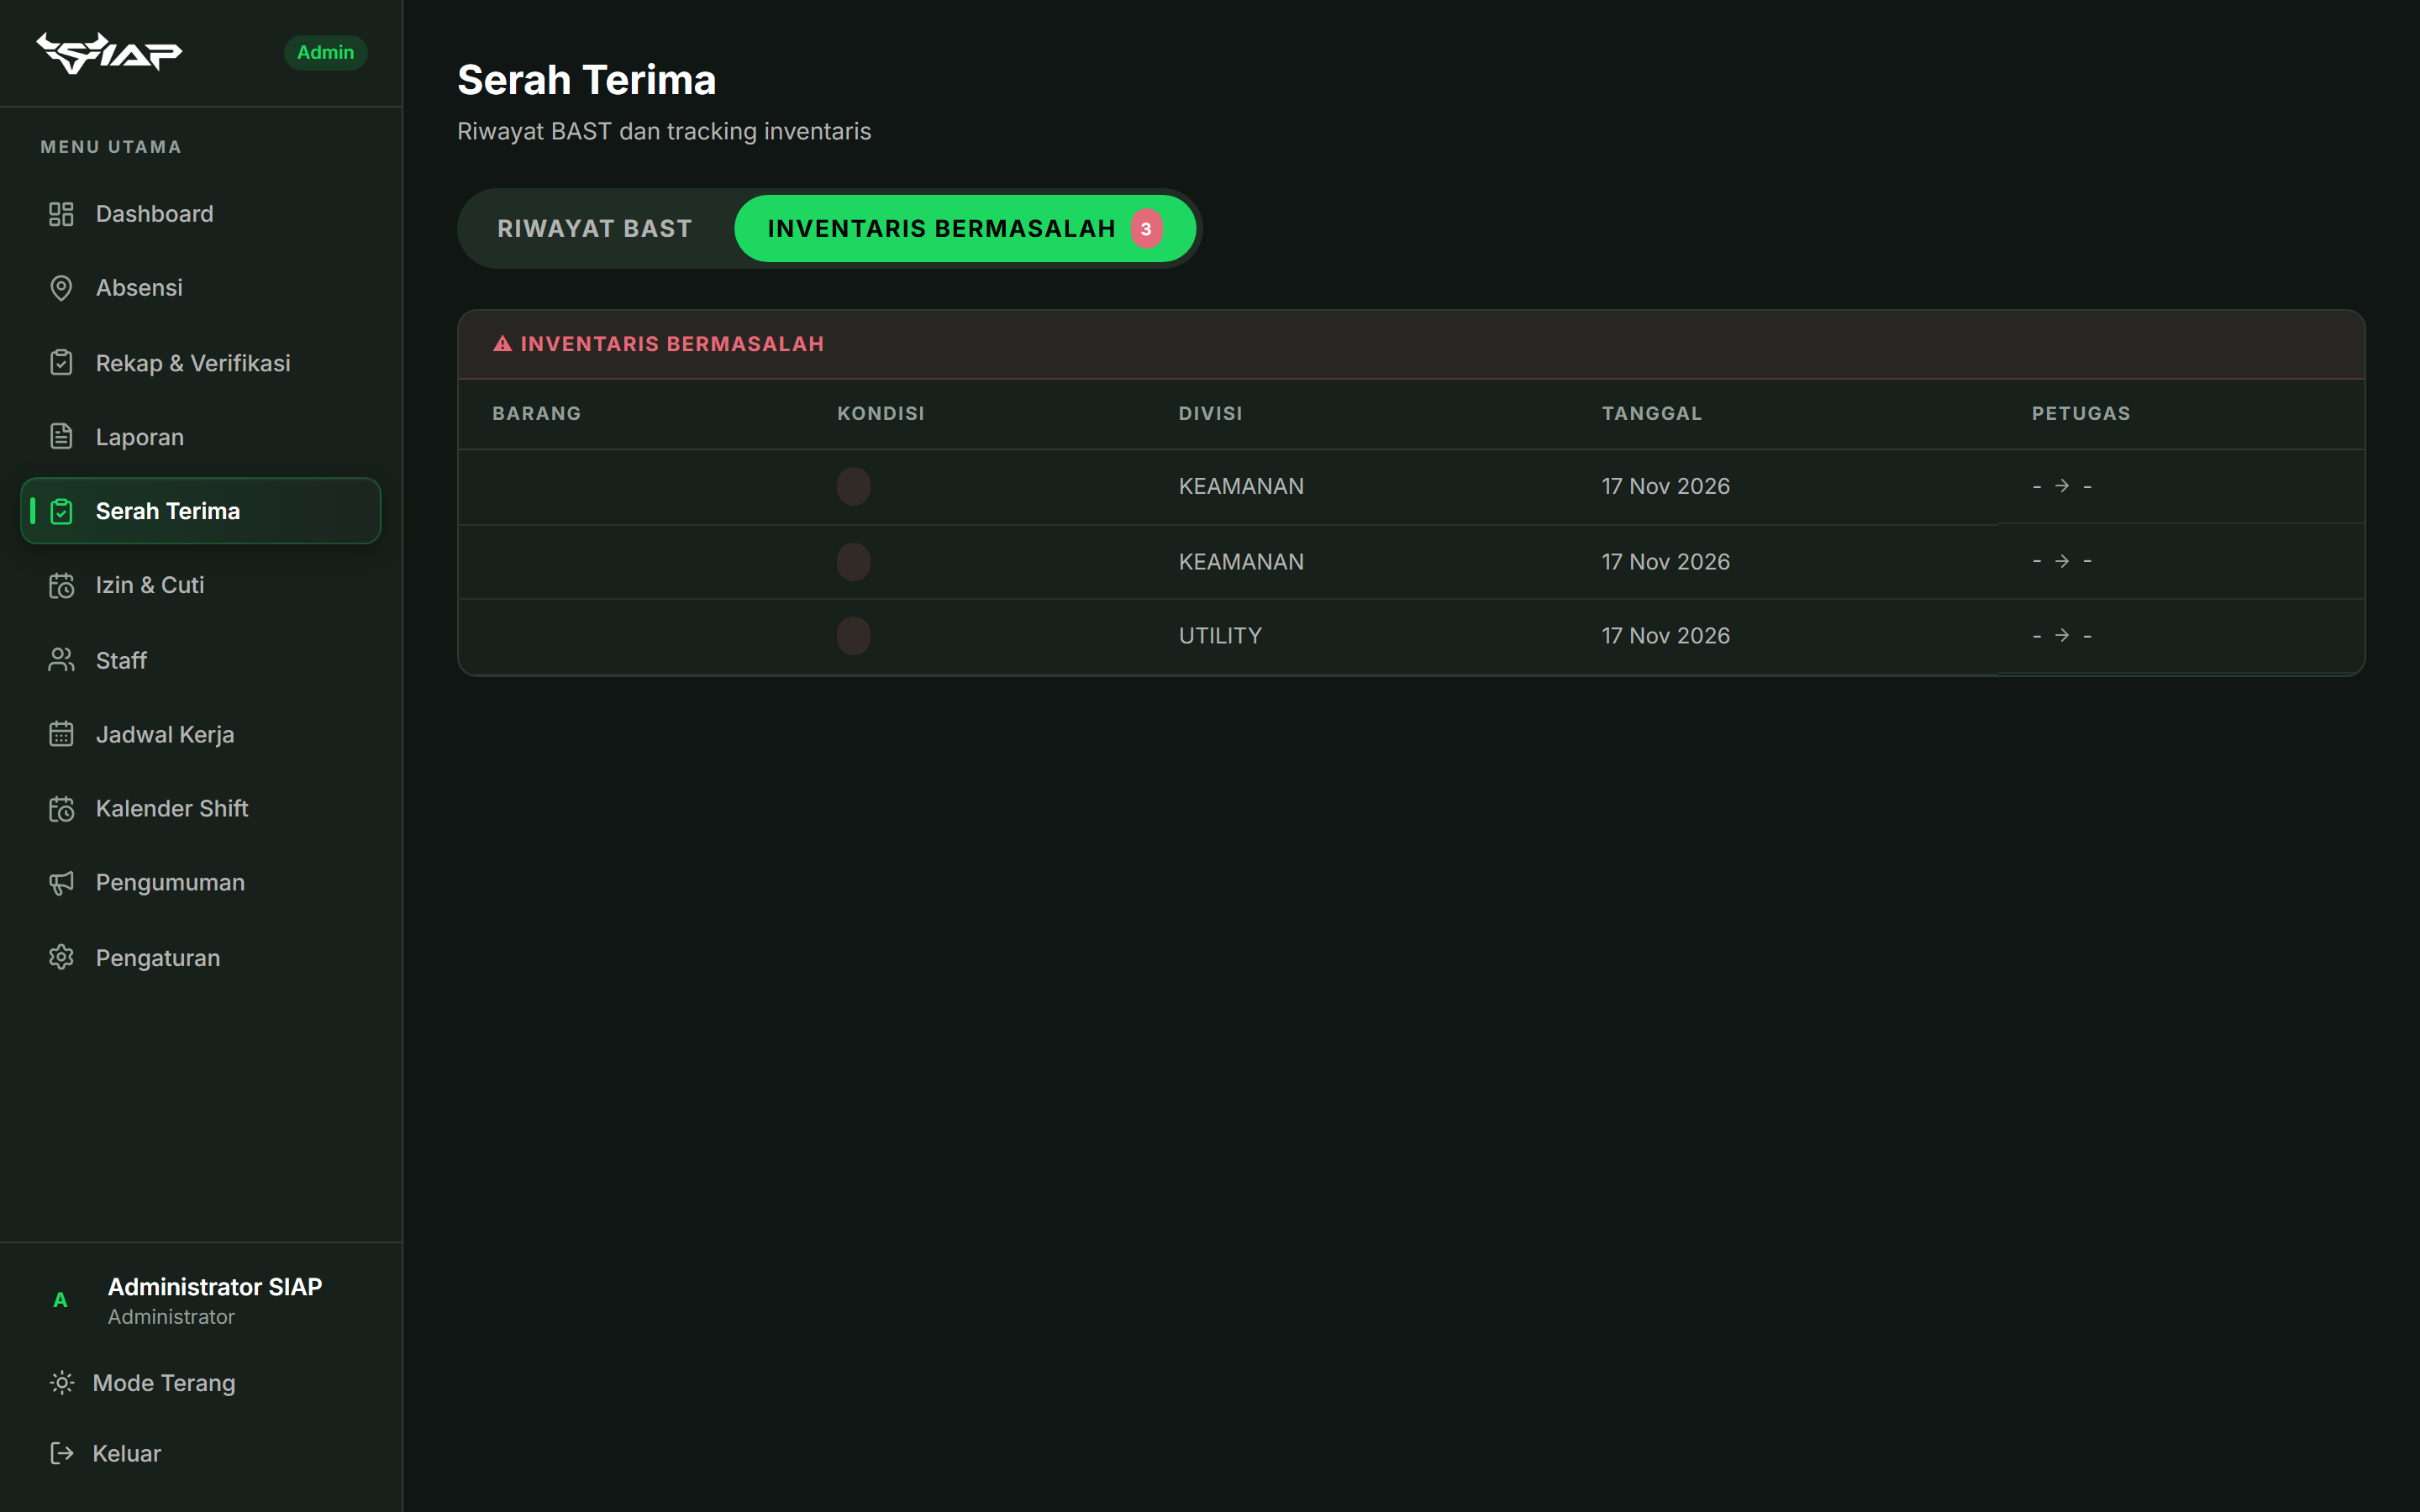 SIAP
Admin
MENU UTAMA
Dashboard
Absensi
Rekap & Verifikasi
Laporan
Serah Terima
Izin & Cuti
Staff
Jadwal Kerja
Kalender Shift
Pengumuman
Pengaturan
A
Administrator SIAP
Administrator
Mode Terang
Keluar
Serah Terima
Riwayat BAST dan tracking inventaris
RIWAYAT BAST INVENTARIS BERMASALAH 3
INVENTARIS BERMASALAH
BARANG KONDISI DIVISI TANGGAL PETUGAS
KEAMANAN 17 Nov 2026 - → -
KEAMANAN 17 Nov 2026 - → -
UTILITY 17 Nov 2026 - → -